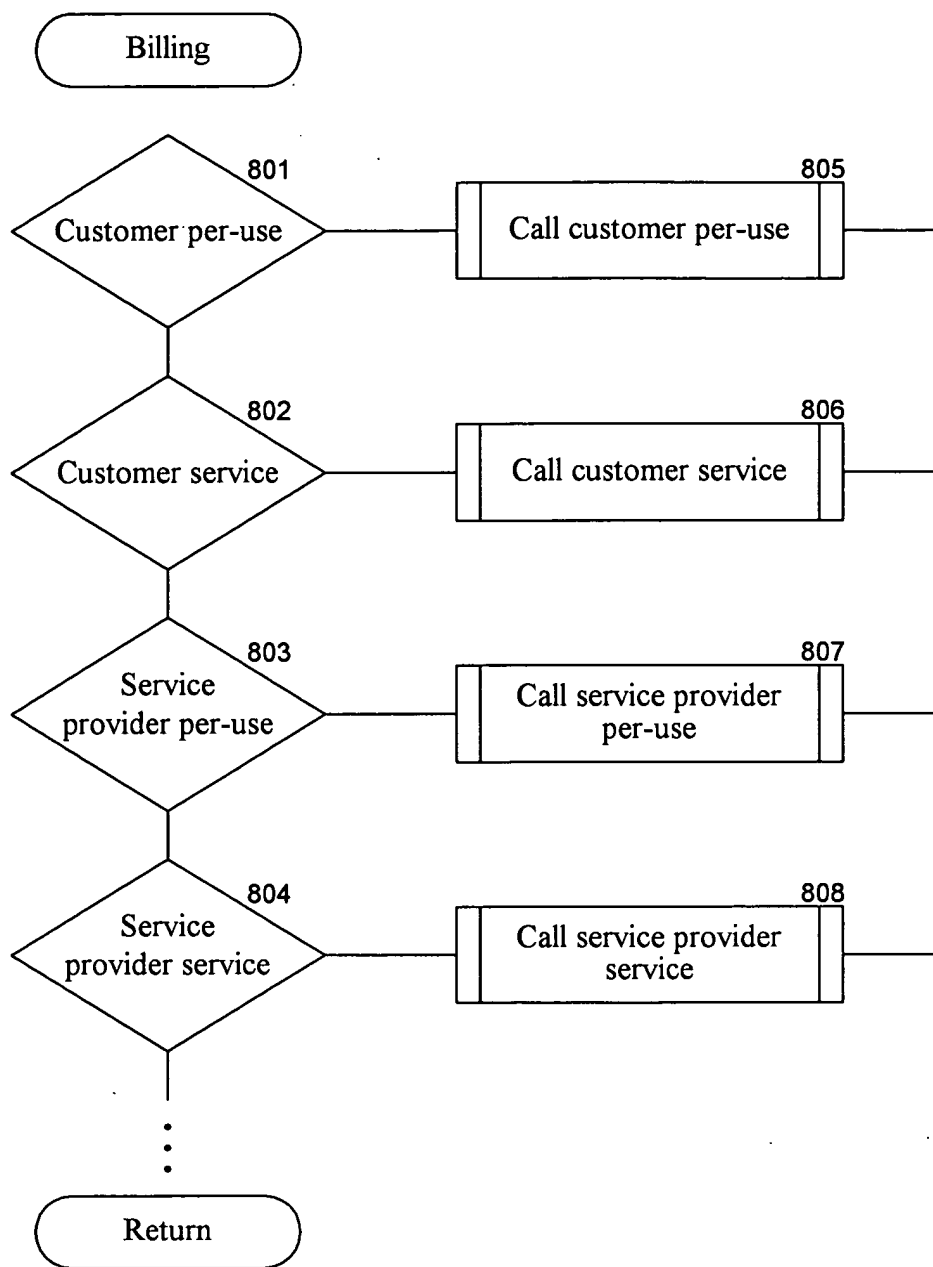 Billing
801
Customer per-use
805
Call customer per-use
802
Customer service
806
Call customer service
803
Service
provider per-use
807
Call service provider
per-use
804
Service
provider service
808
Call service provider
service
Return